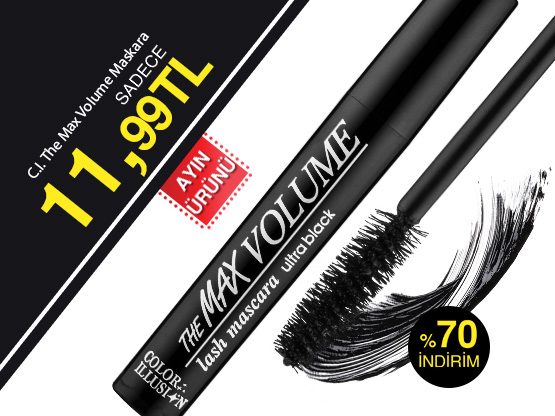 C.I. The Max Volume Maskara
SADECE
11,99TL
AYIN
ÜRÜNÜ
THE MAX VOLUME
lash mascara ultra black
COLOR
ILLUSION
%70
İNDİRİM